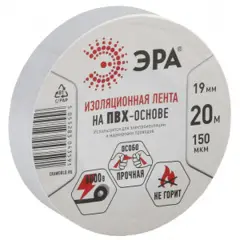 ЭРА
ИЗОЛЯЦИОННАЯ ЛЕНТА
НА ПВХ-ОСНОВЕ
19 мм
20 м
150 мкм
ОСОБО
ПРОЧНАЯ
НЕ ГОРИТ